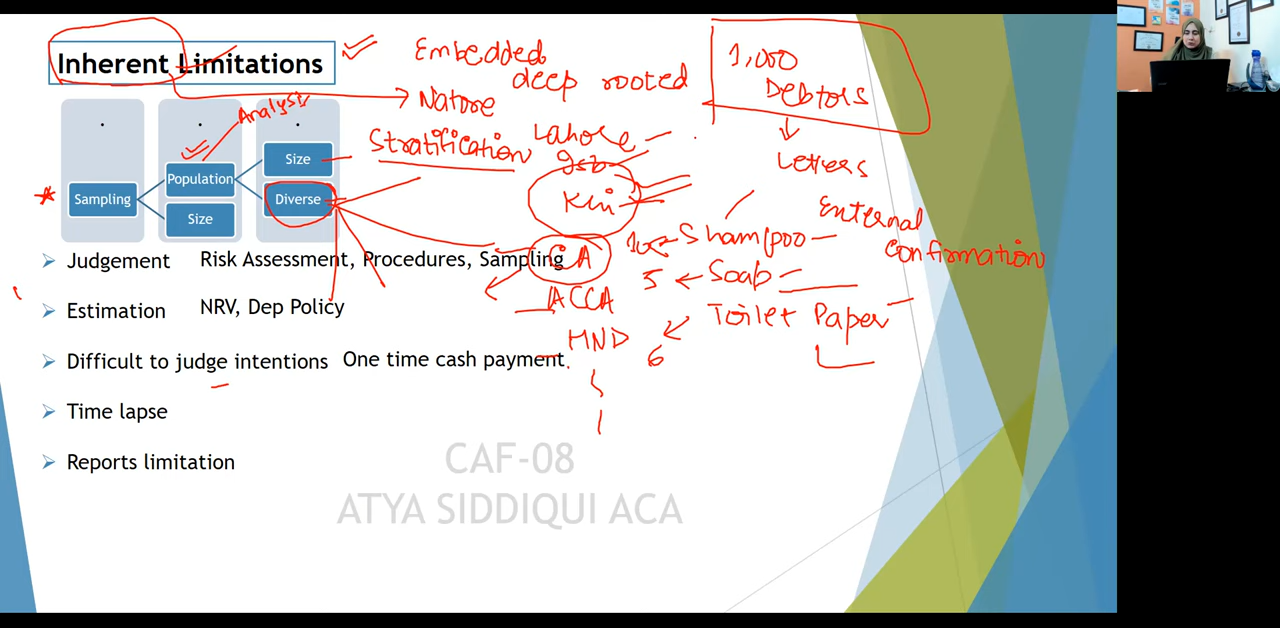 Inherent Limitations
Embedded
deep rooted
Nature
1,000
Debtors
Letters
External
confirmation
Analysis
Stratification
Lahore
Isb
Khi
Sampling
Population
Size
Size
Diverse
CA
ACCA
HND
Shampoo
Soap
5
Toilet Paper
6
Judgement Risk Assessment, Procedures, Sampling
Estimation NRV, Dep Policy
Difficult to judge intentions One time cash payment.
Time lapse
Reports limitation
CAF-08
ATYA SIDDIQUI ACA